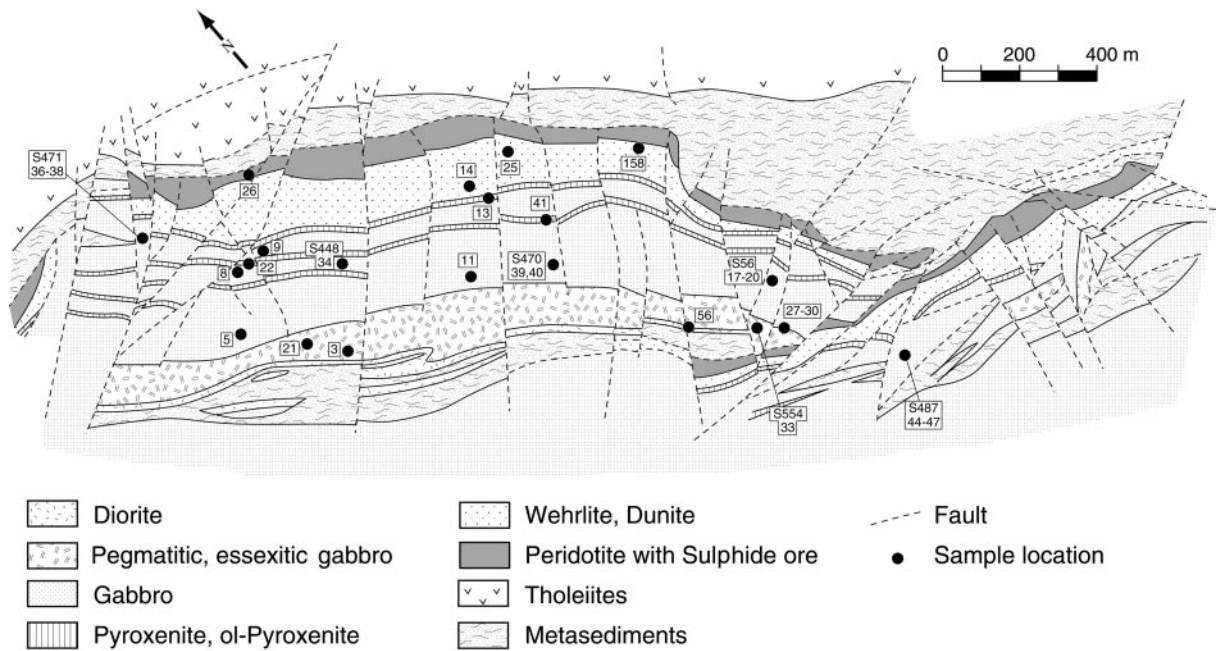 N
0 200 400 m
S471
36-38
26
14
25
158
13
41
9
S448
34
8
22
11
S470
39,40
S56
17-20
5
21
3
56
27-30
S554
33
S487
44-47
Diorite
Pegmatitic, essexitic gabbro
Gabbro
Pyroxenite, ol-Pyroxenite
Wehrlite, Dunite
Peridotite with Sulphide ore
Tholeiites
Metasediments
Fault
Sample location